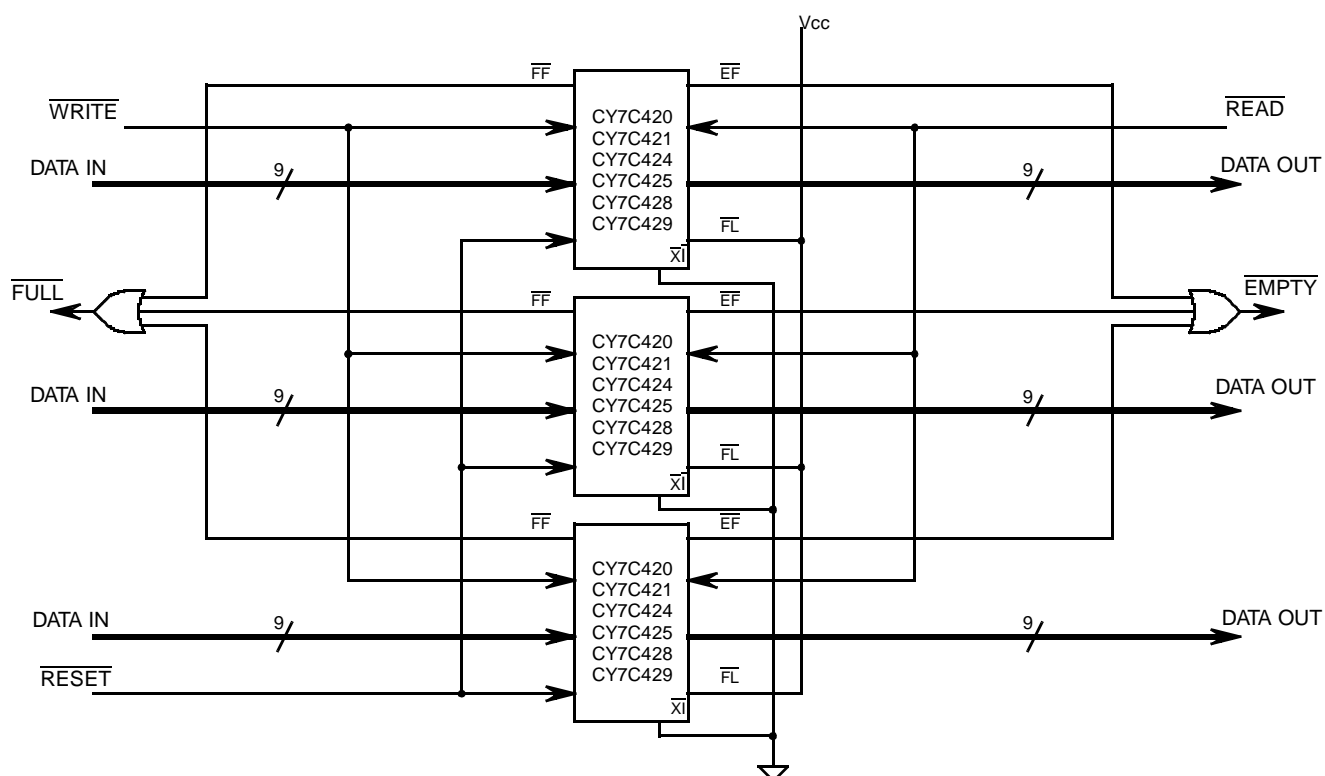 Vcc
FF
EF
WRITE
READ
CY7C420
CY7C421
CY7C424
CY7C425
CY7C428
CY7C429
DATA IN
9
9
DATA OUT
FL
XI
FULL
EMPTY
FF
EF
CY7C420
CY7C421
CY7C424
CY7C425
CY7C428
CY7C429
DATA IN
9
9
DATA OUT
FL
XI
FF
EF
CY7C420
CY7C421
CY7C424
CY7C425
CY7C428
CY7C429
DATA IN
9
9
DATA OUT
RESET
FL
XI